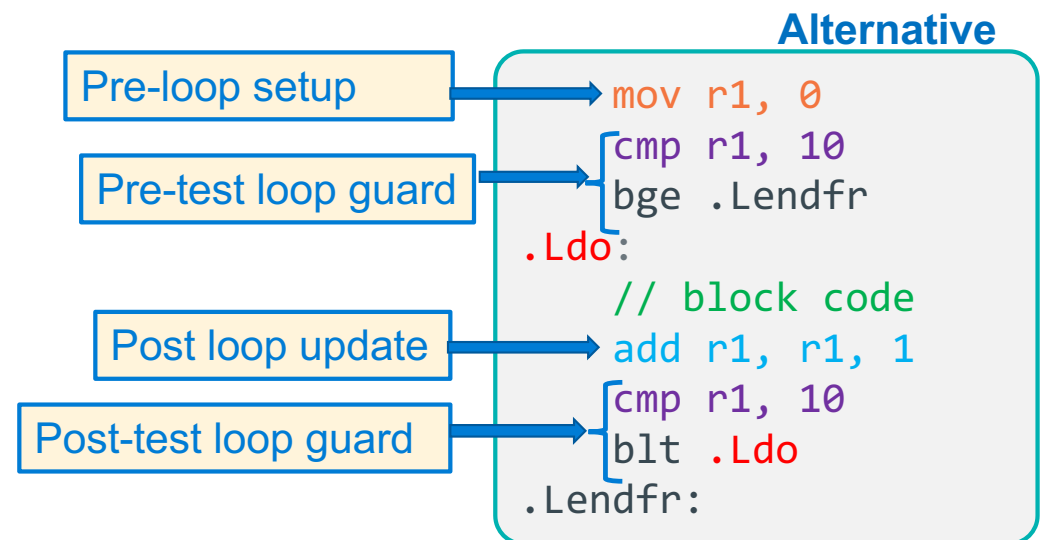 Alternative
Pre-loop setup
mov r1, 0
cmp r1, 10
Pre-test loop guard
bge .Lendfr
.Ldo:
// block code
Post loop update
add r1, r1, 1
cmp r1, 10
Post-test loop guard
blt .Ldo
.Lendfr: